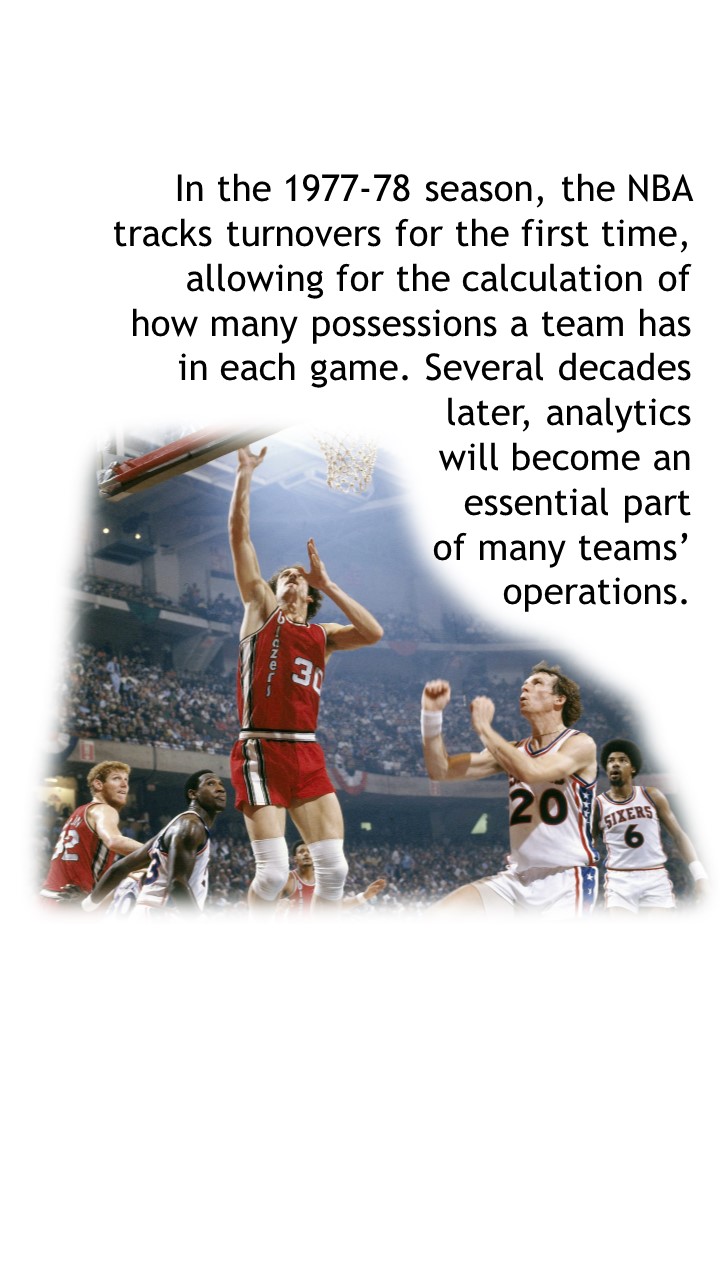 In the 1977-78 season, the NBA
tracks turnovers for the first time,
allowing for the calculation of
how many possessions a team has
in each game. Several decades
later, analytics
will become an
essential part
of many teams’
operations.
blazers
30
20
SIXERS
6